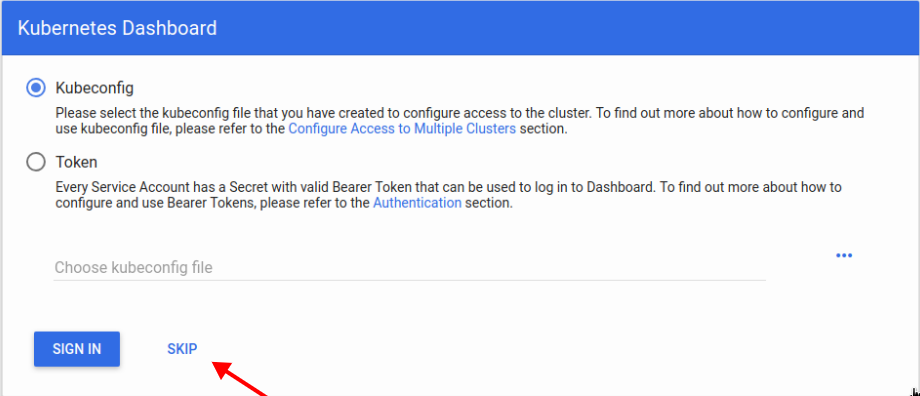 Kubernetes Dashboard
Kubeconfig
Please select the kubeconfig file that you have created to configure access to the cluster. To find out more about how to configure and
use kubeconfig file, please refer to the Configure Access to Multiple Clusters section.
Token
Every Service Account has a Secret with valid Bearer Token that can be used to log in to Dashboard. To find out more about how to
configure and use Bearer Tokens, please refer to the Authentication section.
Choose kubeconfig file
SIGN IN SKIP